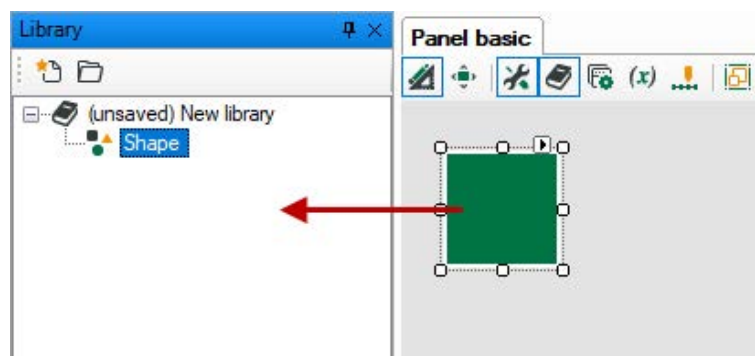 Library
Panel basic
(x)
(unsaved) New library
Shape